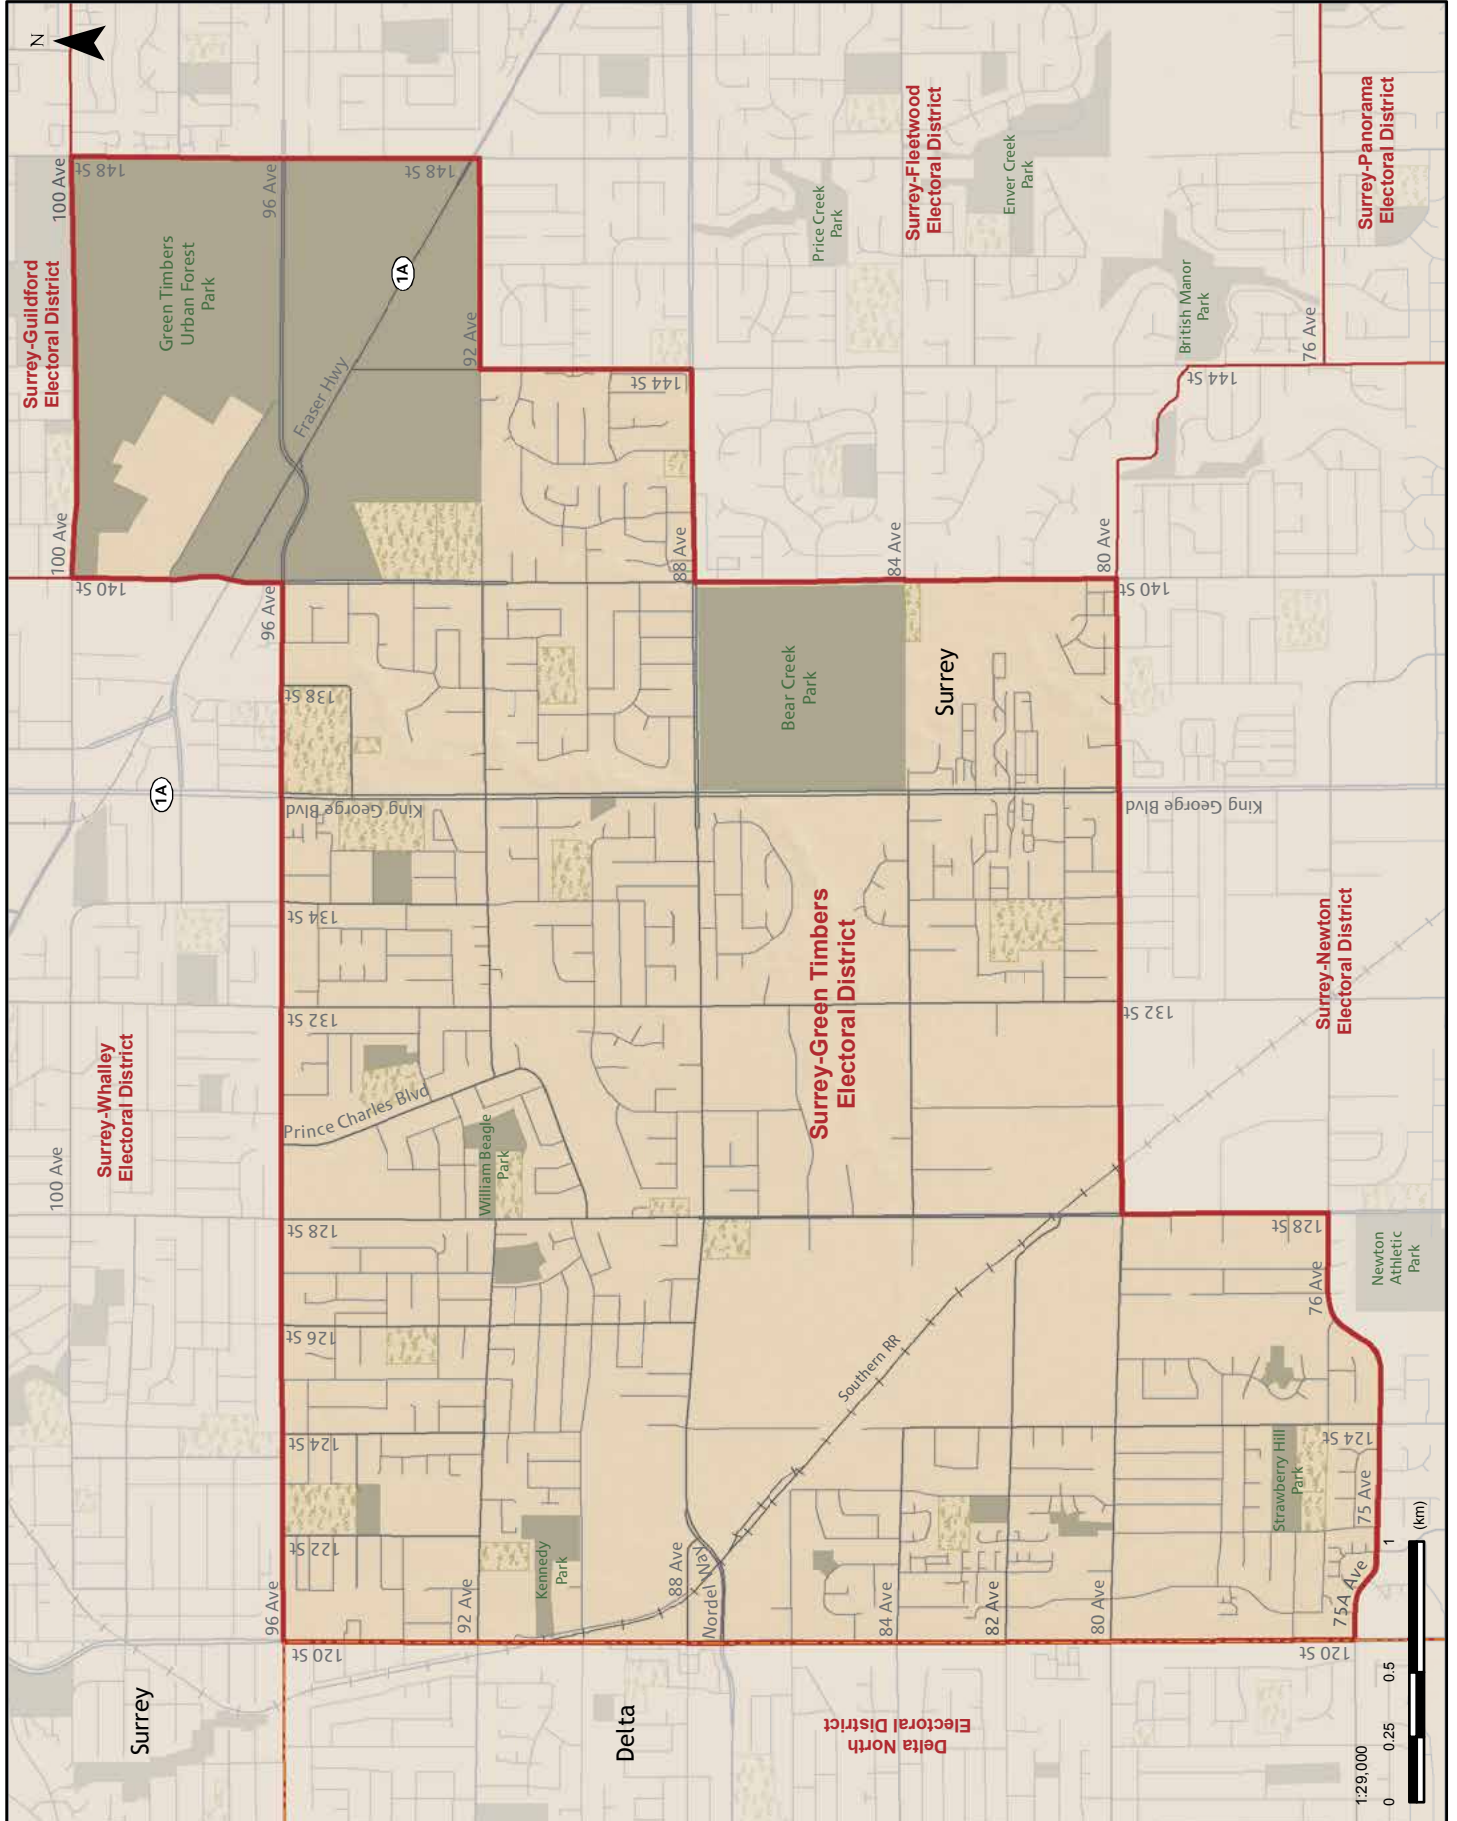 N
Surrey
100 Ave
100 Ave
100 Ave
Surrey-Guildford
Electoral District
Surrey-Whalley
Electoral District
140 St
148 St
1A
Green Timbers
Urban Forest
Park
96 Ave
96 Ave
96 Ave
120 St
122 St
124 St
126 St
128 St
Prince Charles Blvd
132 St
134 St
King George Blvd
138 St
Fraser Hwy
1A
148 St
92 Ave
92 Ave
William Beagle
Park
Kennedy
Park
Delta
88 Ave
88 Ave
144 St
Nordel Way
Bear Creek
Park
Price Creek
Park
Delta North
Electoral District
Surrey-Green Timbers
Electoral District
Southern RR
84 Ave
84 Ave
Surrey
Surrey-Fleetwood
Electoral District
82 Ave
Enver Creek
Park
80 Ave
80 Ave
132 St
King George Blvd
140 St
British Manor
Park
144 St
Strawberry Hill
Park
128 St
76 Ave
76 Ave
120 St
75A Ave
124 St
75 Ave
Surrey-Newton
Electoral District
Surrey-Panorama
Electoral District
Newton
Athletic
Park
1:29,000
0 0.25 0.5 1
(km)